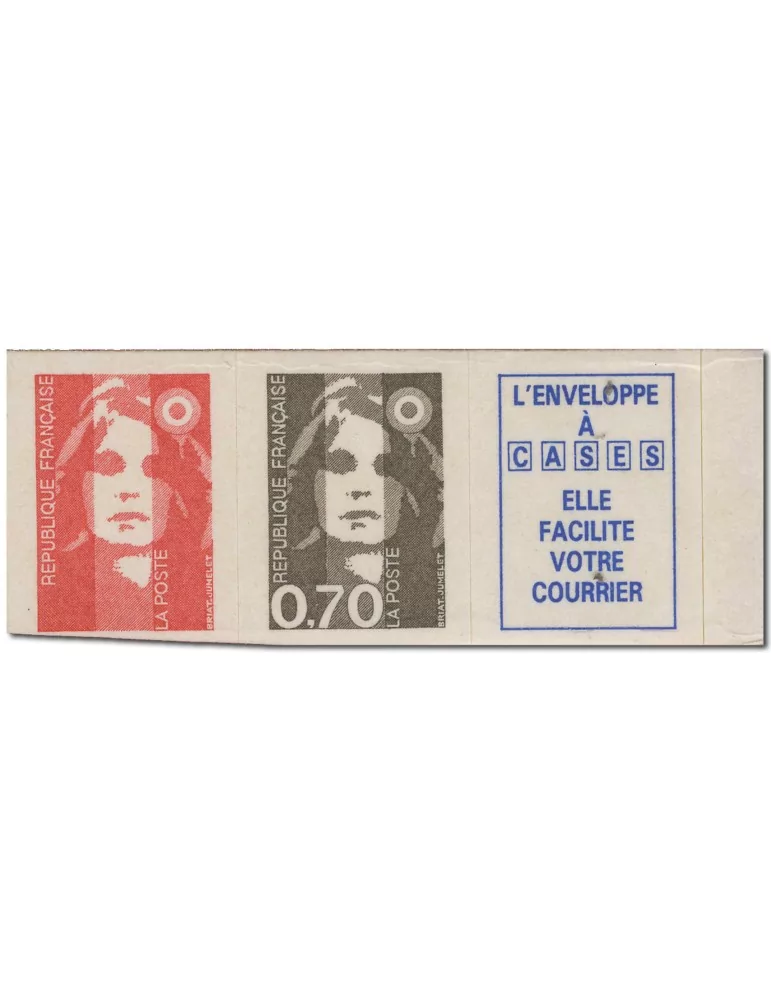 REPUBLIQUE FRANÇAISE
LA POSTE
BRIAT-JUMELET
REPUBLIQUE FRANÇAISE
0,70
LA POSTE
BRIAT-JUMELET
L'ENVELOPPE
À
CASES
ELLE
FACILITE
VOTRE
COURRIER